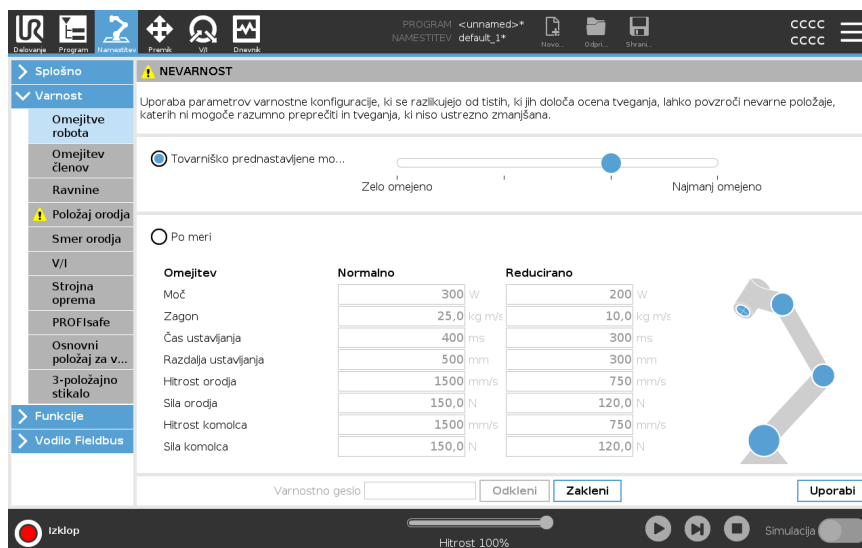 PROGRAM <unnamed>*
NAMESTITEV default_1*
Delovanje
Program
Namestitev
Premik
V/I
Dnevnik
Novo...
Odpri...
Shrani...
CCCC
CCCC
Splošno
Varnost
Omejitve robota
Omejitev členov
Ravnine
Položaj orodja
Smer orodja
V/I
Strojna oprema
PROFIsafe
Osnovni položaj za v...
3-položajno stikalo
Funkcije
Vodilo Fieldbus
NEVARNOST
Uporaba parametrov varnostne konfiguracije, ki se razlikujejo od tistih, ki jih določa ocena tveganja, lahko povzroči nevarne položaje,
katerih ni mogoče razumno preprečiti in tveganja, ki niso ustrezno zmanjšana.
Tovarniško prednastavljene mo...
Zelo omejeno
Najmanj omejeno
Po meri
Omejitev Normalno Reducirano
Moč 300 W 200 W
Zagon 25,0 kg m/s 10,0 kg m/s
Čas ustavljanja 400 ms 300 ms
Razdalja ustavljanja 500 mm 300 mm
Hitrost orodja 1500 mm/s 750 mm/s
Sila orodja 150,0 N 120,0 N
Hitrost komolca 1500 mm/s 750 mm/s
Sila komolca 150,0 N 120,0 N
Varnostno geslo Odkleni Zakleni Uporabi
Izklop
Hitrost 100%
Simulacija